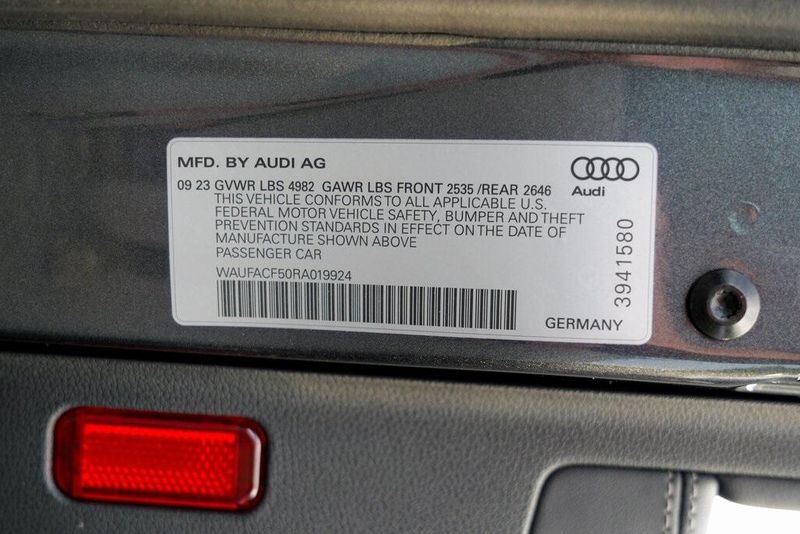 MFD. BY AUDI AG
Audi
09 23 GVWR LBS 4982 GAWR LBS FRONT 2535 /REAR 2646
THIS VEHICLE CONFORMS TO ALL APPLICABLE U.S.
FEDERAL MOTOR VEHICLE SAFETY, BUMPER AND THEFT
PREVENTION STANDARDS IN EFFECT ON THE DATE OF
MANUFACTURE SHOWN ABOVE
PASSENGER CAR
WAUFACF50RA019924
3941580
GERMANY